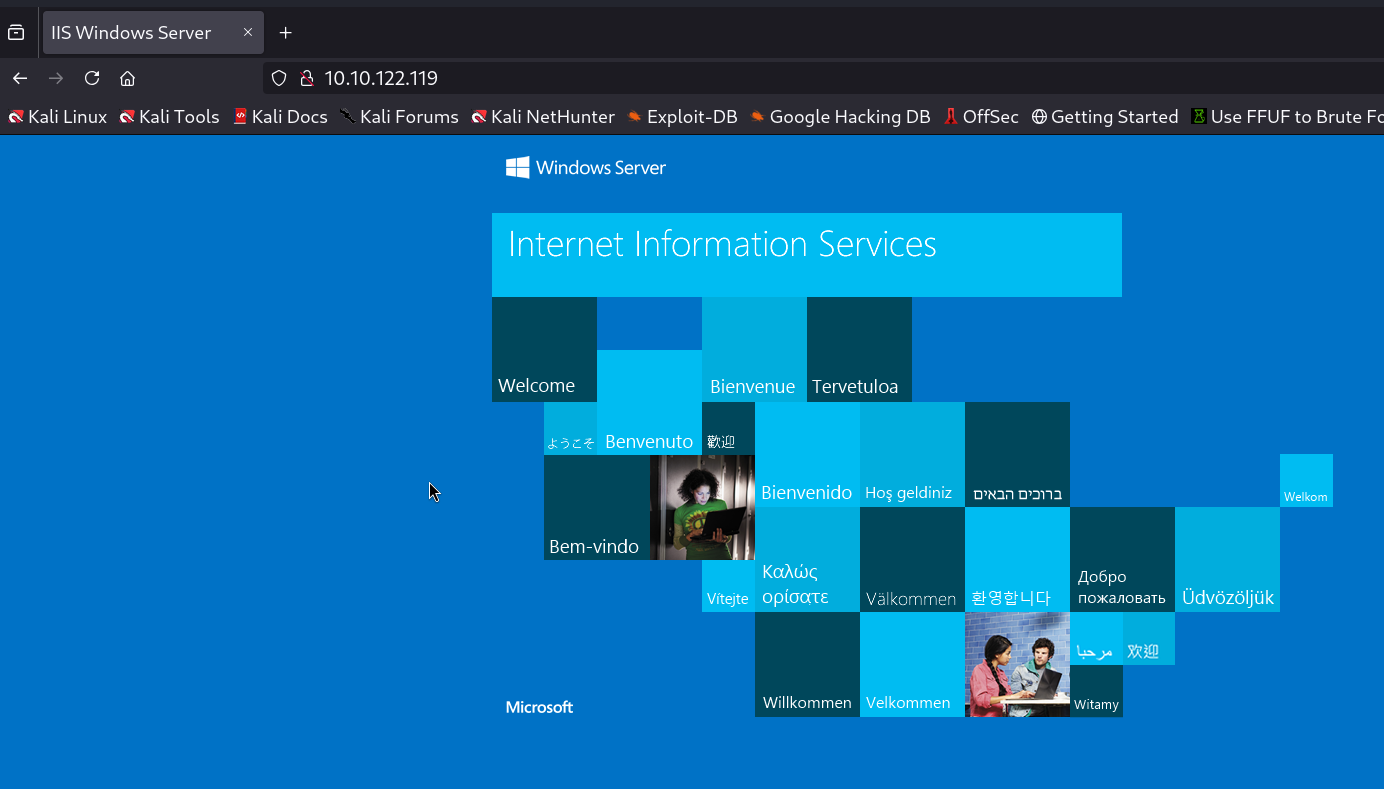 IIS Windows Server
10.10.122.119
Kali Linux Kali Tools Kali Docs Kali Forums Kali NetHunter Exploit-DB Google Hacking DB OffSec Getting Started Use FFUF to Brute Fo
Windows Server
Internet Information Services
Welcome
Bienvenue
Tervetuloa
ようこそ
Benvenuto
歡迎
Bienvenido
Hoş geldiniz
ברוכים הבאים
Welkom
Bem-vindo
Vítejte
Καλώς
ορίσατε
Välkommen
환영합니다
Добро
пожаловать
Üdvözöljük
مرحبا
欢迎
Willkommen
Velkommen
Witamy
Microsoft